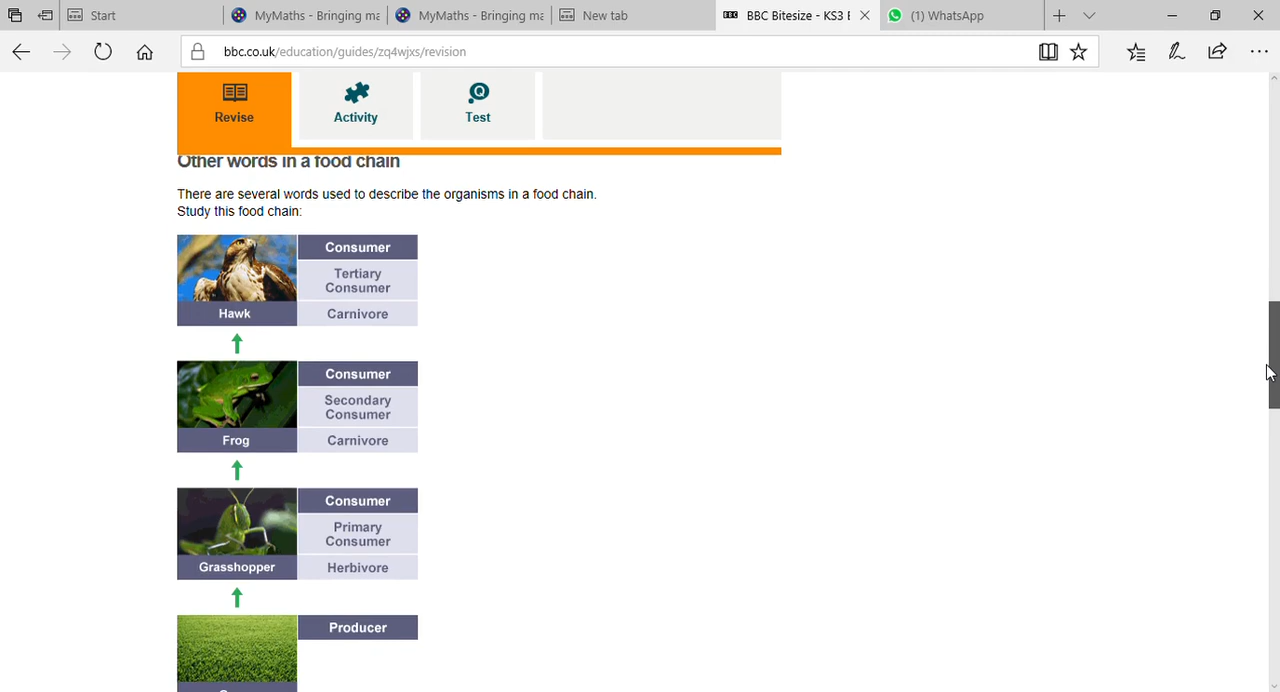 Start
MyMaths - Bringing ma
MyMaths - Bringing ma
New tab
BBC Bitesize - KS3 B
(1) WhatsApp
bbc.co.uk/education/guides/zq4wjxs/revision
Revise
Activity
Test
Other words in a food chain
There are several words used to describe the organisms in a food chain.
Study this food chain:
Consumer
Tertiary
Consumer
Hawk
Carnivore
Consumer
Secondary
Consumer
Frog
Carnivore
Consumer
Primary
Consumer
Grasshopper
Herbivore
Producer